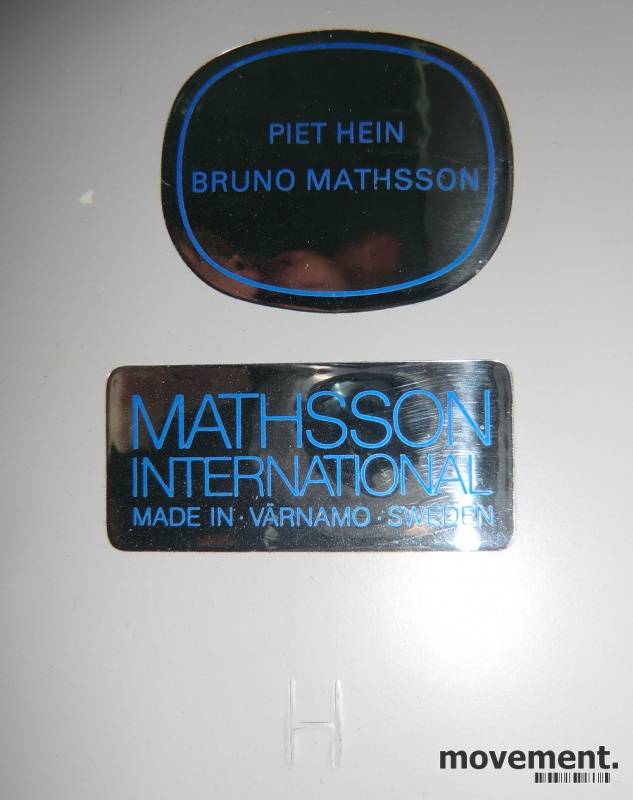 PIET HEIN
BRUNO MATHSSON
MATHSSON
INTERNATIONAL
MADE IN · VÄRNAMO · SWEDEN
H
movement.